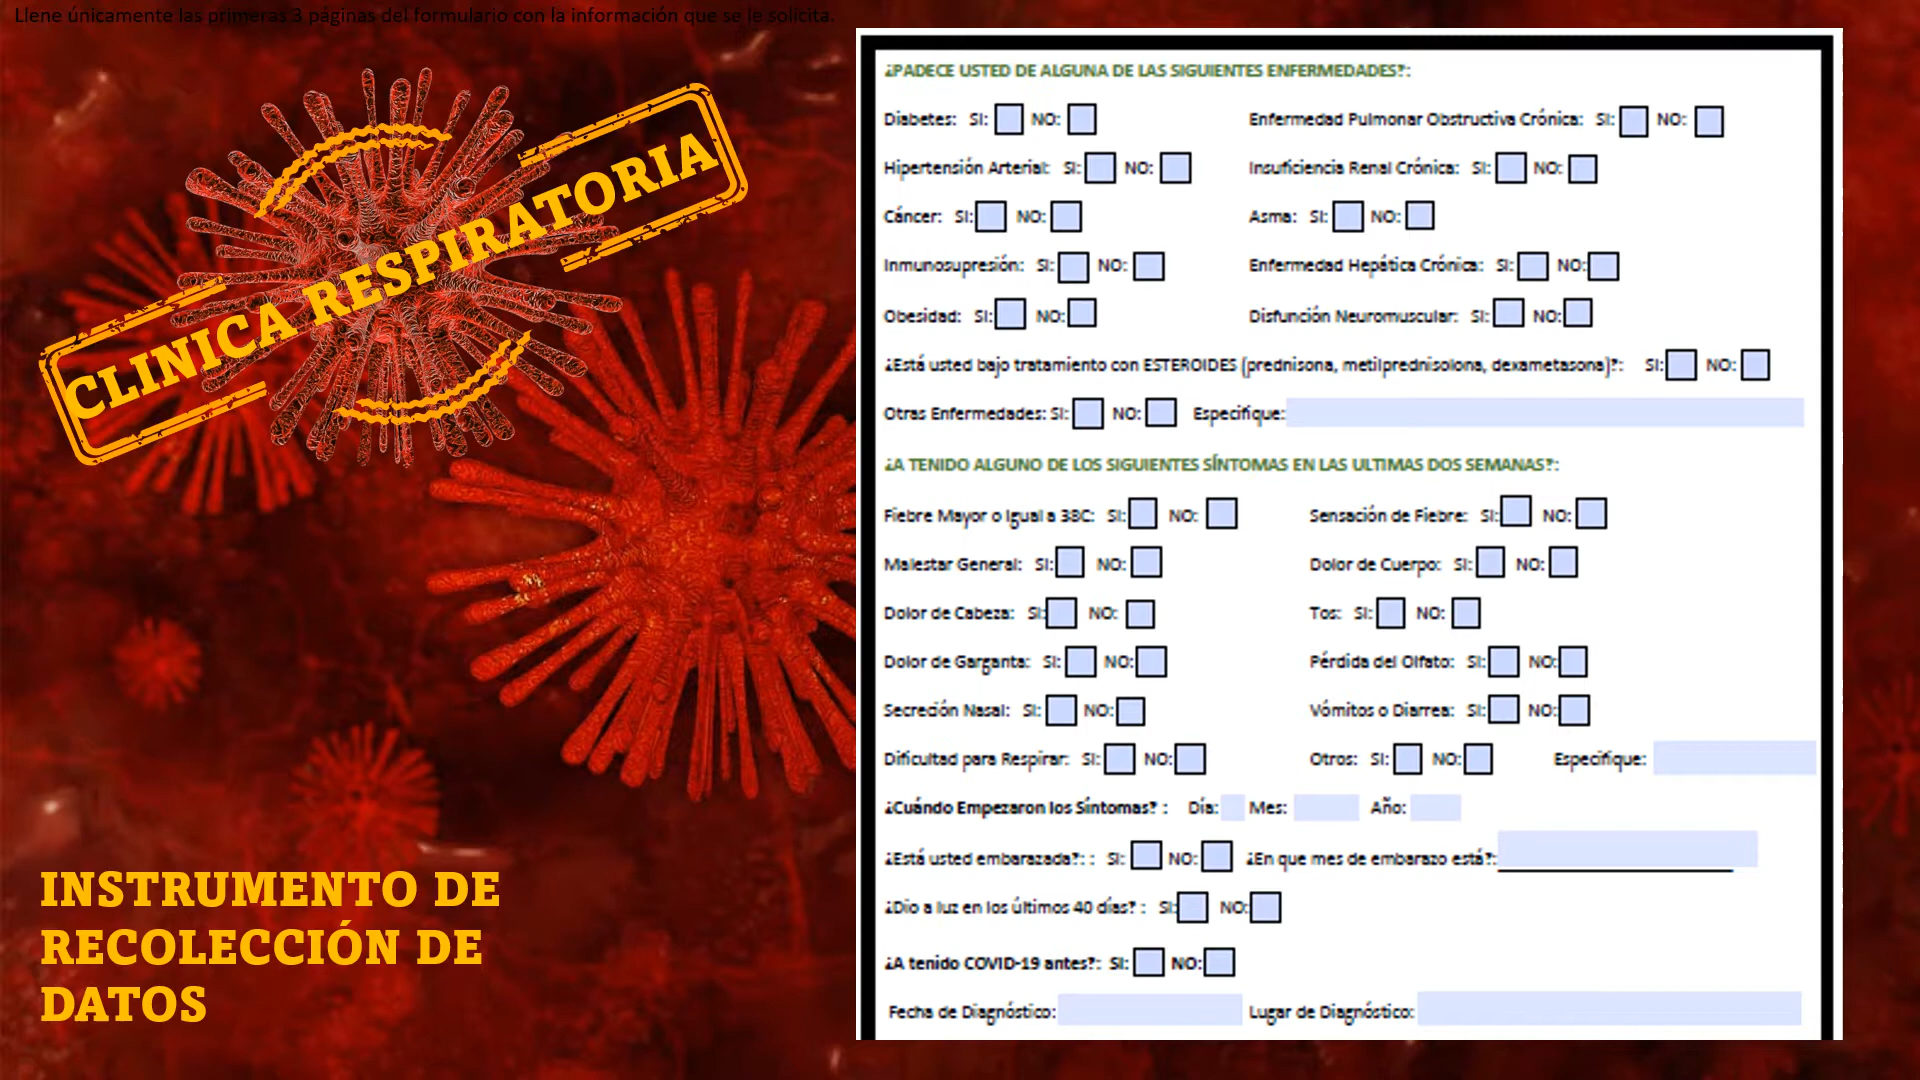 Llene únicamente las primeras 3 páginas del formulario con la información que se le solicita.
CLINICA RESPIRATORIA
INSTRUMENTO DE
RECOLECCIÓN DE
DATOS
¿PADECE USTED DE ALGUNA DE LAS SIGUIENTES ENFERMEDADES?:
Diabetes: SI: NO: Enfermedad Pulmonar Obstructiva Crónica: SI: NO:
Hipertensión Arterial: SI: NO: Insuficiencia Renal Crónica: SI: NO:
Cáncer: SI: NO: Asma: SI: NO:
Inmunosupresión: SI: NO: Enfermedad Hepática Crónica: SI: NO:
Obesidad: SI: NO: Disfunción Neuromuscular: SI: NO:
¿Está usted bajo tratamiento con ESTEROIDES (prednisona, metilprednisolona, dexametasona)?: SI: NO:
Otras Enfermedades: SI: NO: Especifique:
¿A TENIDO ALGUNO DE LOS SIGUIENTES SÍNTOMAS EN LAS ULTIMAS DOS SEMANAS?:
Fiebre Mayor o Igual a 38C: SI: NO: Sensación de Fiebre: SI: NO:
Malestar General: SI: NO: Dolor de Cuerpo: SI: NO:
Dolor de Cabeza: SI: NO: Tos: SI: NO:
Dolor de Garganta: SI: NO: Pérdida del Olfato: SI: NO:
Secreción Nasal: SI: NO: Vómitos o Diarrea: SI: NO:
Dificultad para Respirar: SI: NO: Otros: SI: NO: Especifique:
¿Cuándo Empezaron los Síntomas? : Día: Mes: Año:
¿Está usted embarazada?: : SI: NO: ¿En que mes de embarazo está?:
¿Dio a luz en los últimos 40 días? : SI: NO:
¿A tenido COVID-19 antes?: SI: NO:
Fecha de Diagnóstico: Lugar de Diagnóstico: